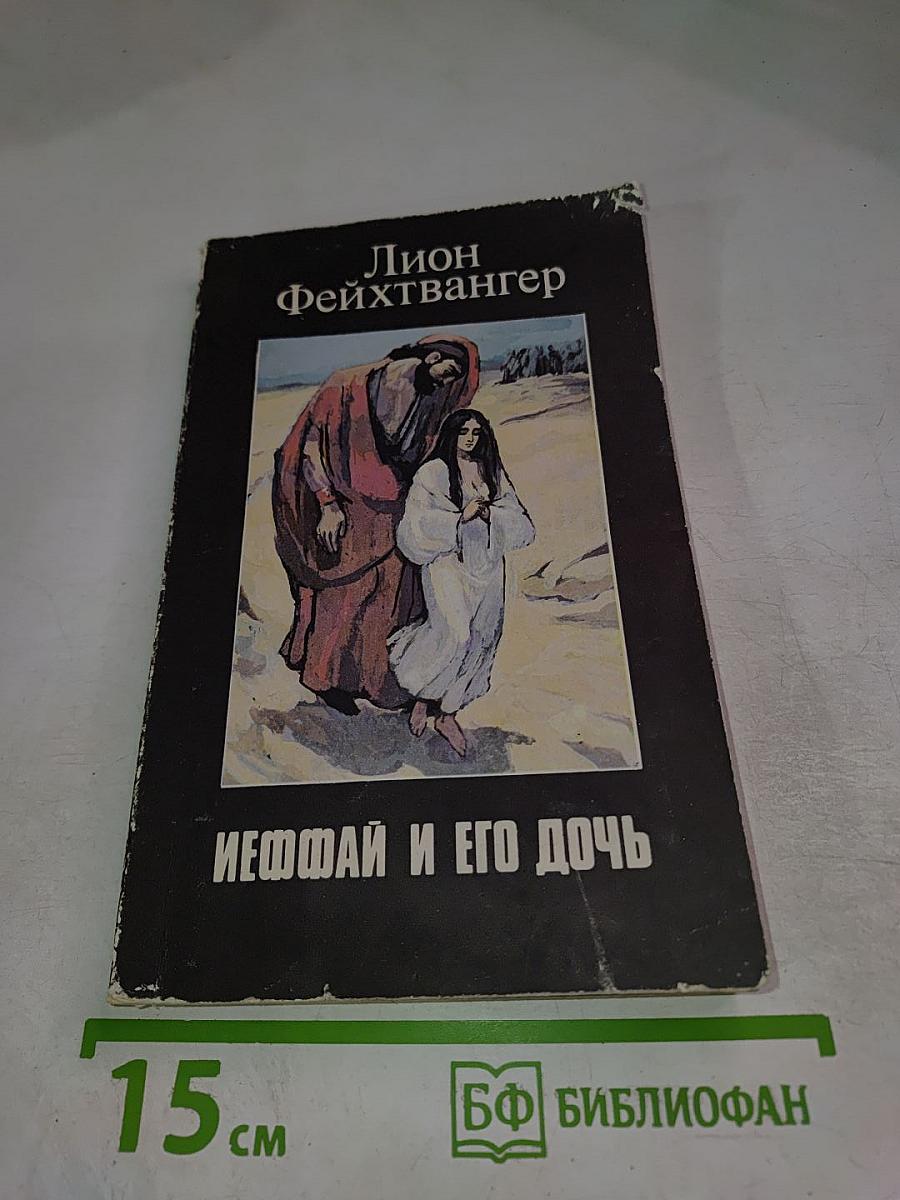 Лион
Фейхтвангер
ИЕФФАЙ И ЕГО ДОЧЬ
15 см
БФ БИБЛИОФАН